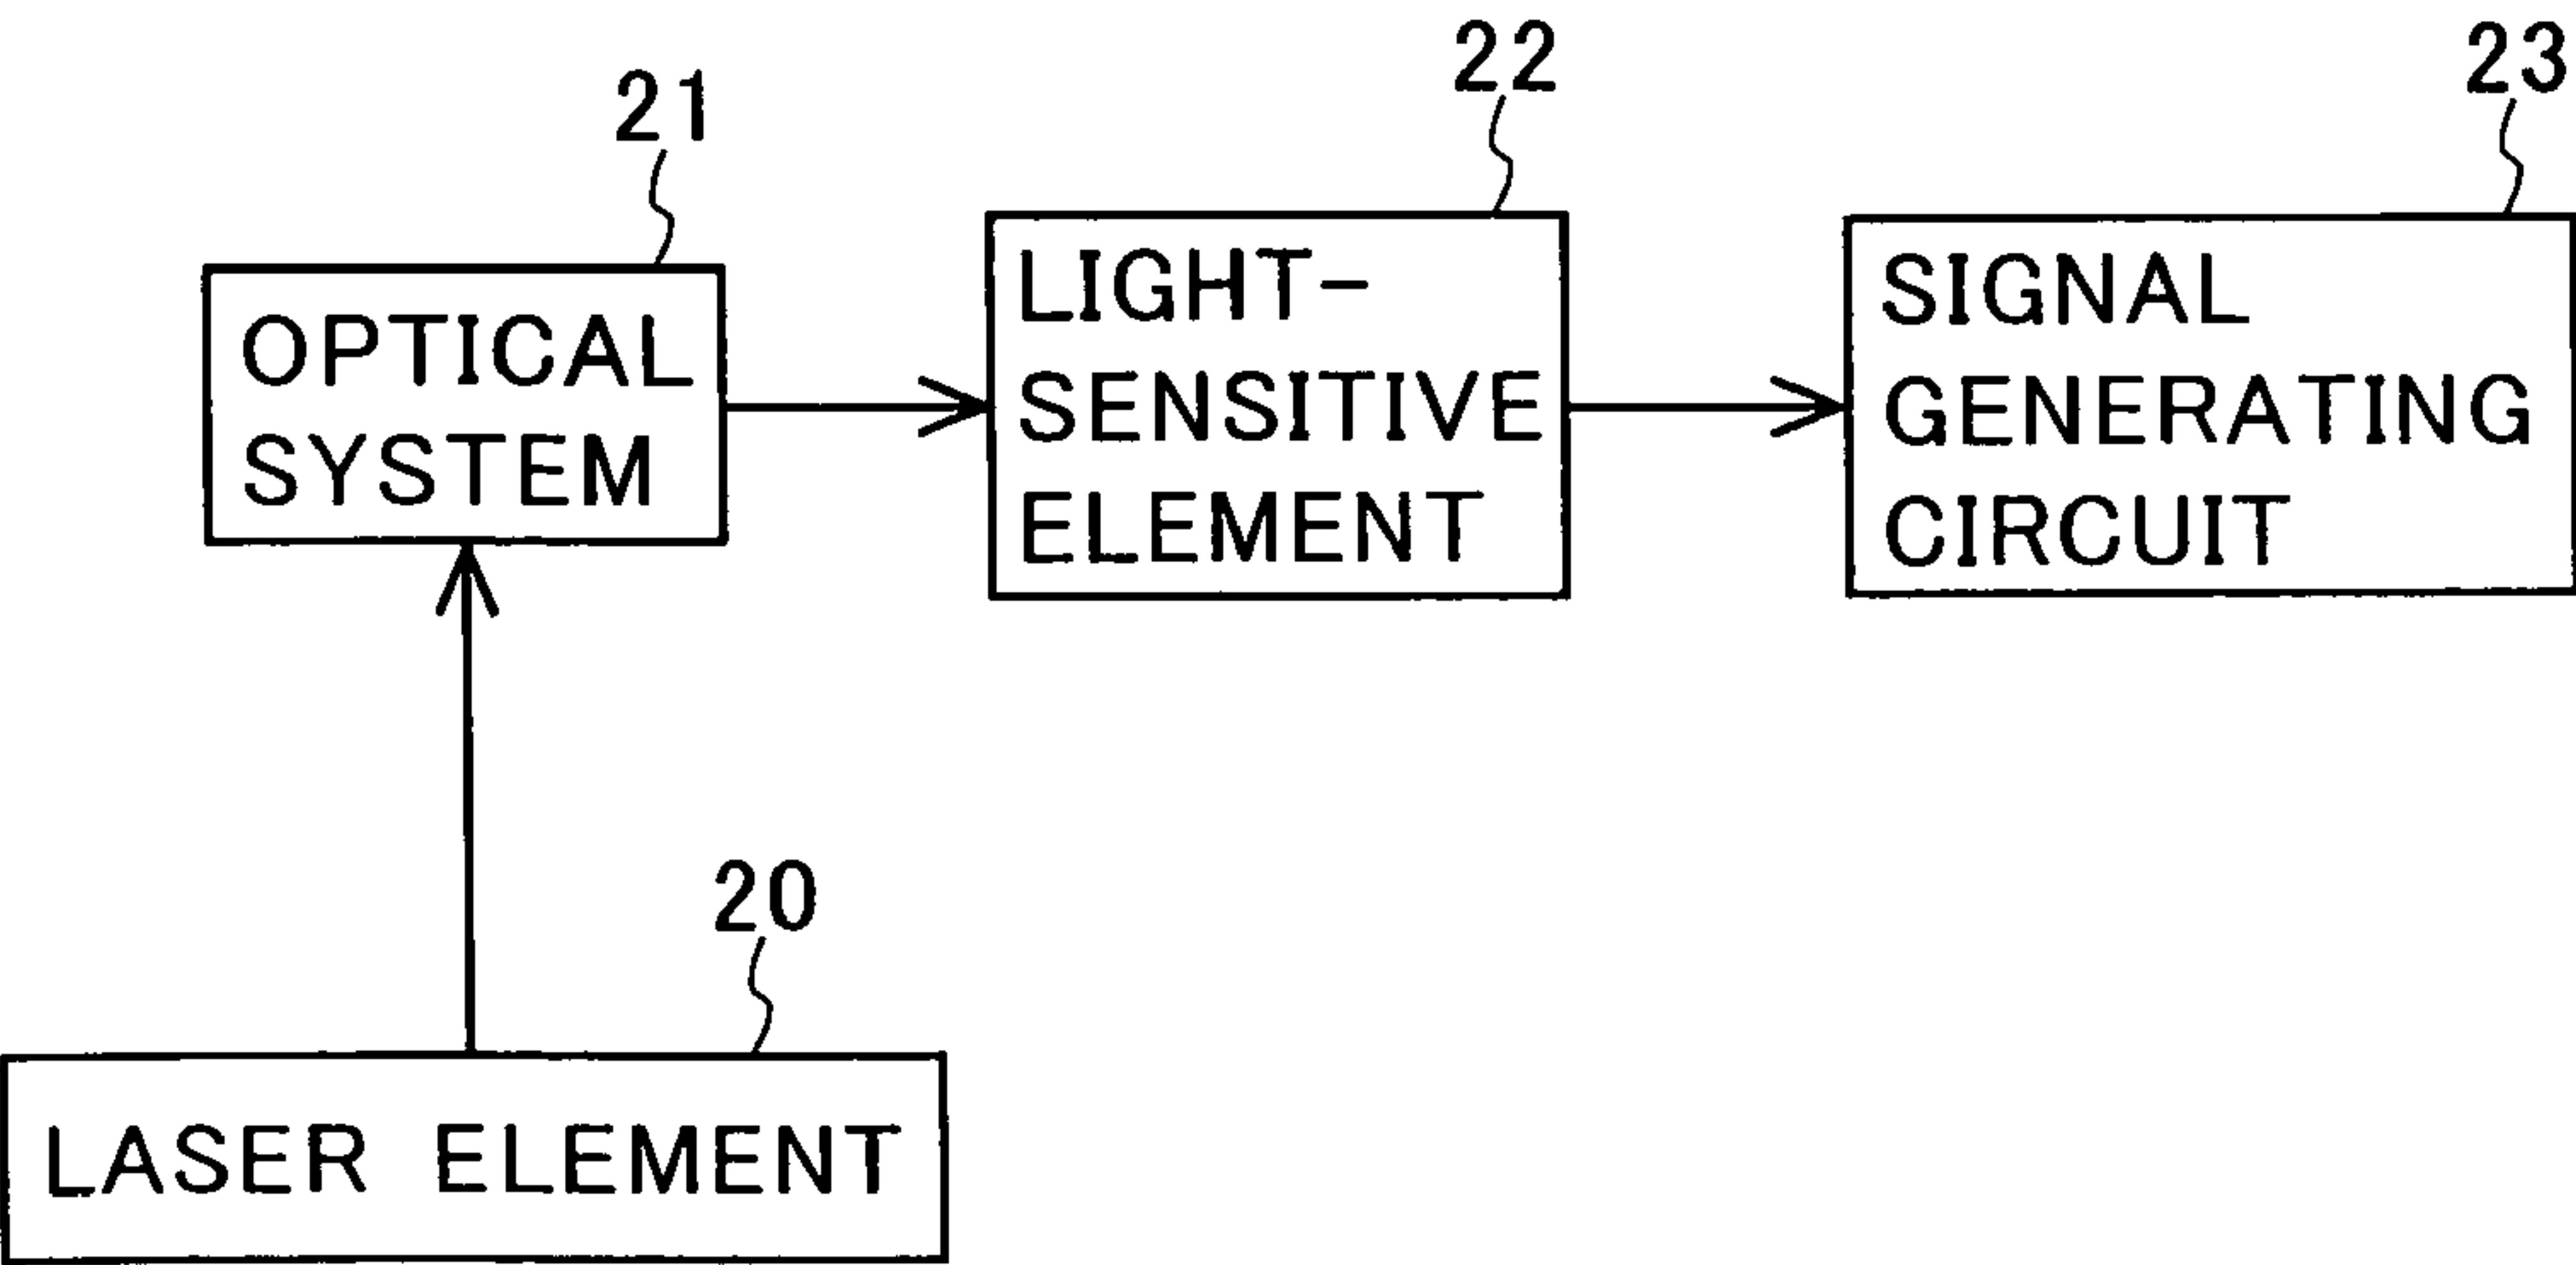 21
22
23
OPTICAL
SYSTEM
LIGHT-
SENSITIVE
ELEMENT
SIGNAL
GENERATING
CIRCUIT
20
LASER ELEMENT